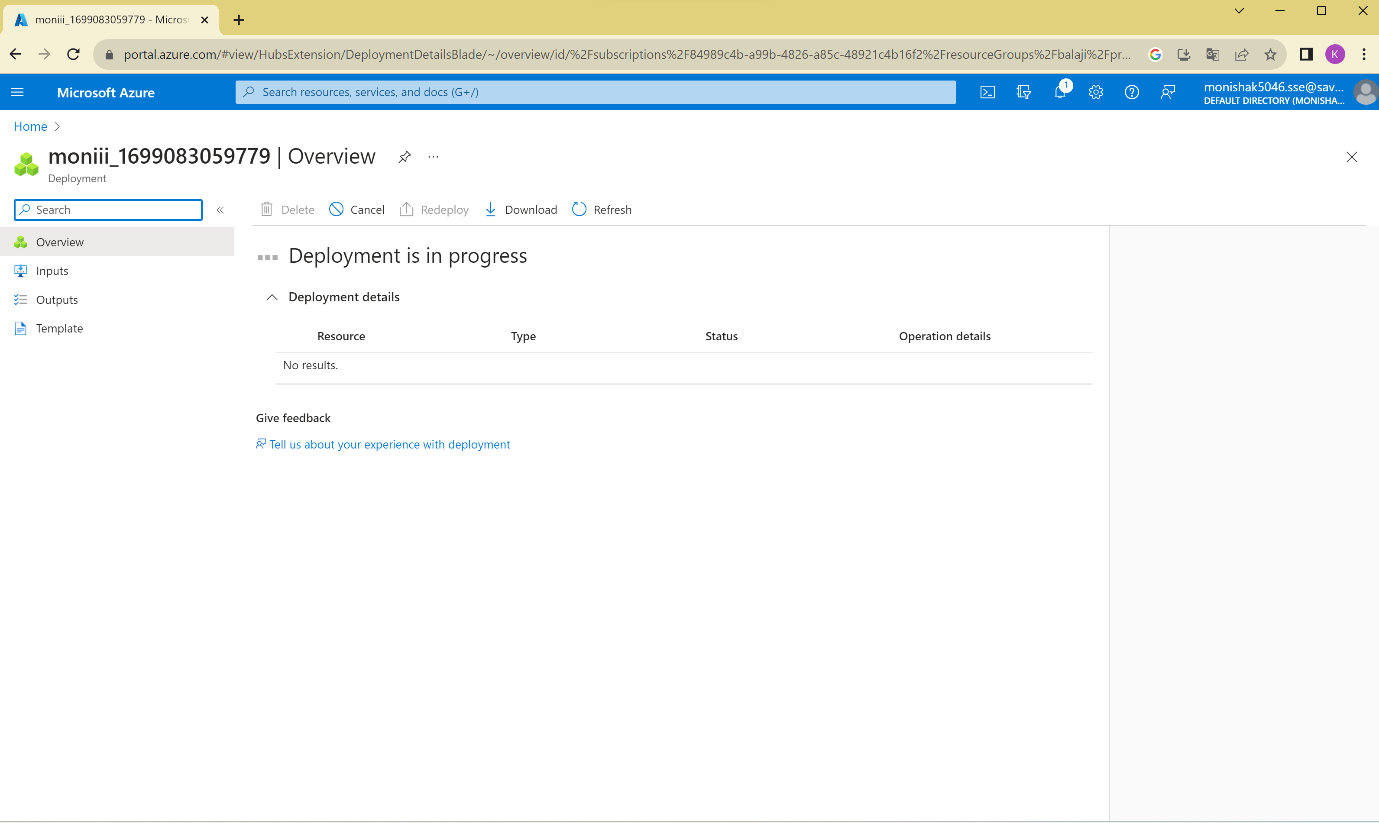 moniii_1699083059779 - Micros
portal.azure.com/#view/HubsExtension/DeploymentDetailsBlade/~/overview/id/%2Fsubscriptions%2F84989c4b-a99b-4826-a85c-48921c4b16f2%2FresourceGroups%2Fbalaji%2Fpr...
K
Microsoft Azure
Search resources, services, and docs (G+/)
1
monishak5046.sse@sav...
DEFAULT DIRECTORY (MONISHA...
Home
moniii_1699083059779 | Overview
Deployment
Search
Delete
Cancel
Redeploy
Download
Refresh
Overview
Inputs
Outputs
Template
Deployment is in progress
Deployment details
Resource Type Status Operation details
No results.
Give feedback
Tell us about your experience with deployment